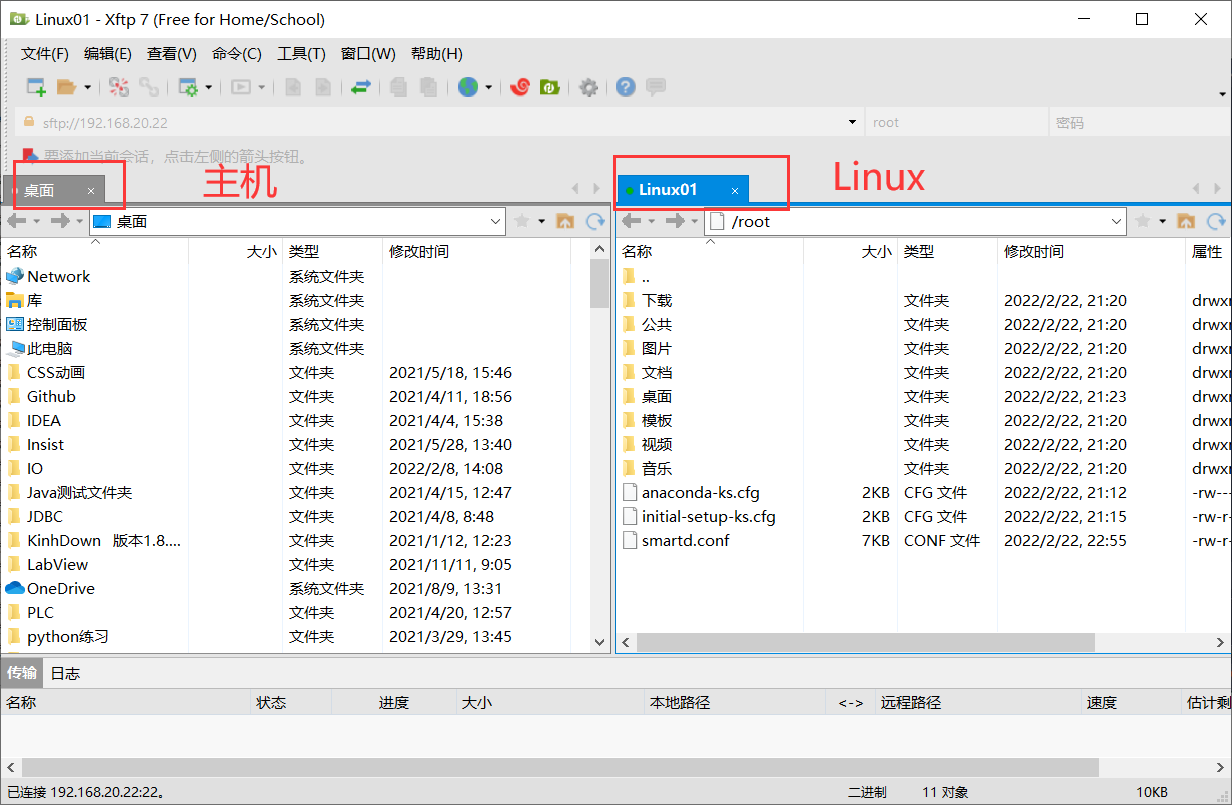 Linux01 - Xftp 7 (Free for Home/School)
文件(F) 编辑(E) 查看(V) 命令(C) 工具(T) 窗口(W) 帮助(H)
sftp://192.168.20.22 root 密码
要添加当前会话，点击左侧的箭头按钮。
桌面 × 主机 Linux01 × Linux
桌面 /root
名称 大小 类型 修改时间 名称 大小 类型 修改时间 属性
Network 系统文件夹 ..
库 系统文件夹 下载 文件夹 2022/2/22, 21:20 drwxr
控制面板 系统文件夹 公共 文件夹 2022/2/22, 21:20 drwxr
此电脑 系统文件夹 图片 文件夹 2022/2/22, 21:20 drwxr
CSS动画 文件夹 2021/5/18, 15:46 文档 文件夹 2022/2/22, 21:20 drwxr
Github 文件夹 2021/4/11, 18:56 桌面 文件夹 2022/2/22, 21:23 drwxr
IDEA 文件夹 2021/4/4, 15:38 模板 文件夹 2022/2/22, 21:20 drwxr
Insist 文件夹 2021/5/28, 13:40 视频 文件夹 2022/2/22, 21:20 drwxr
IO 文件夹 2022/2/8, 14:08 音乐 文件夹 2022/2/22, 21:20 drwxr
Java测试文件夹 文件夹 2021/4/15, 12:47 anaconda-ks.cfg 2KB CFG 文件 2022/2/22, 21:12 -rw---
JDBC 文件夹 2021/4/8, 8:48 initial-setup-ks.cfg 2KB CFG 文件 2022/2/22, 21:15 -rw-r-
KinhDown 版本1.8.... 文件夹 2021/1/12, 12:23 smartd.conf 7KB CONF 文件 2022/2/22, 22:55 -rw-r-
LabView 文件夹 2021/11/11, 9:05
OneDrive 系统文件夹 2021/8/9, 13:31
PLC 文件夹 2021/4/20, 12:57
python练习 文件夹 2021/3/29, 13:45
传输 日志
名称 状态 进度 大小 本地路径 <-> 远程路径 速度 估计剩
已连接 192.168.20.22:22。 二进制 11 对象 10KB